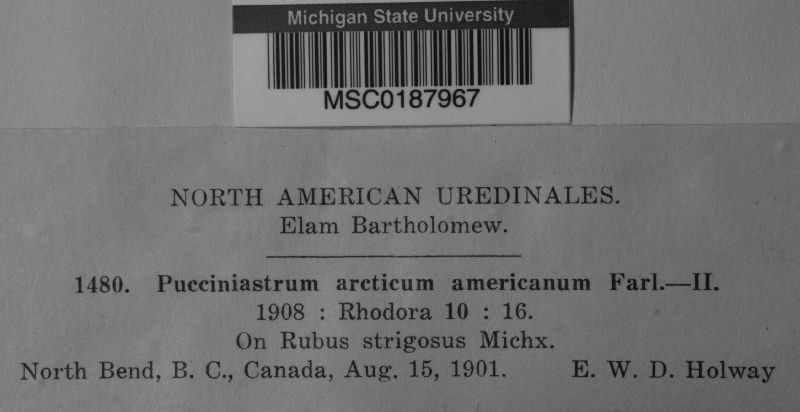 Michigan State University
MSC0187967
NORTH AMERICAN UREDINALES.
Elam Bartholomew.
1480. Pucciniastrum arcticum americanum Farl.—II.
1908 : Rhodora 10 : 16.
On Rubus strigosus Michx.
North Bend, B. C., Canada, Aug. 15, 1901. E. W. D. Holway